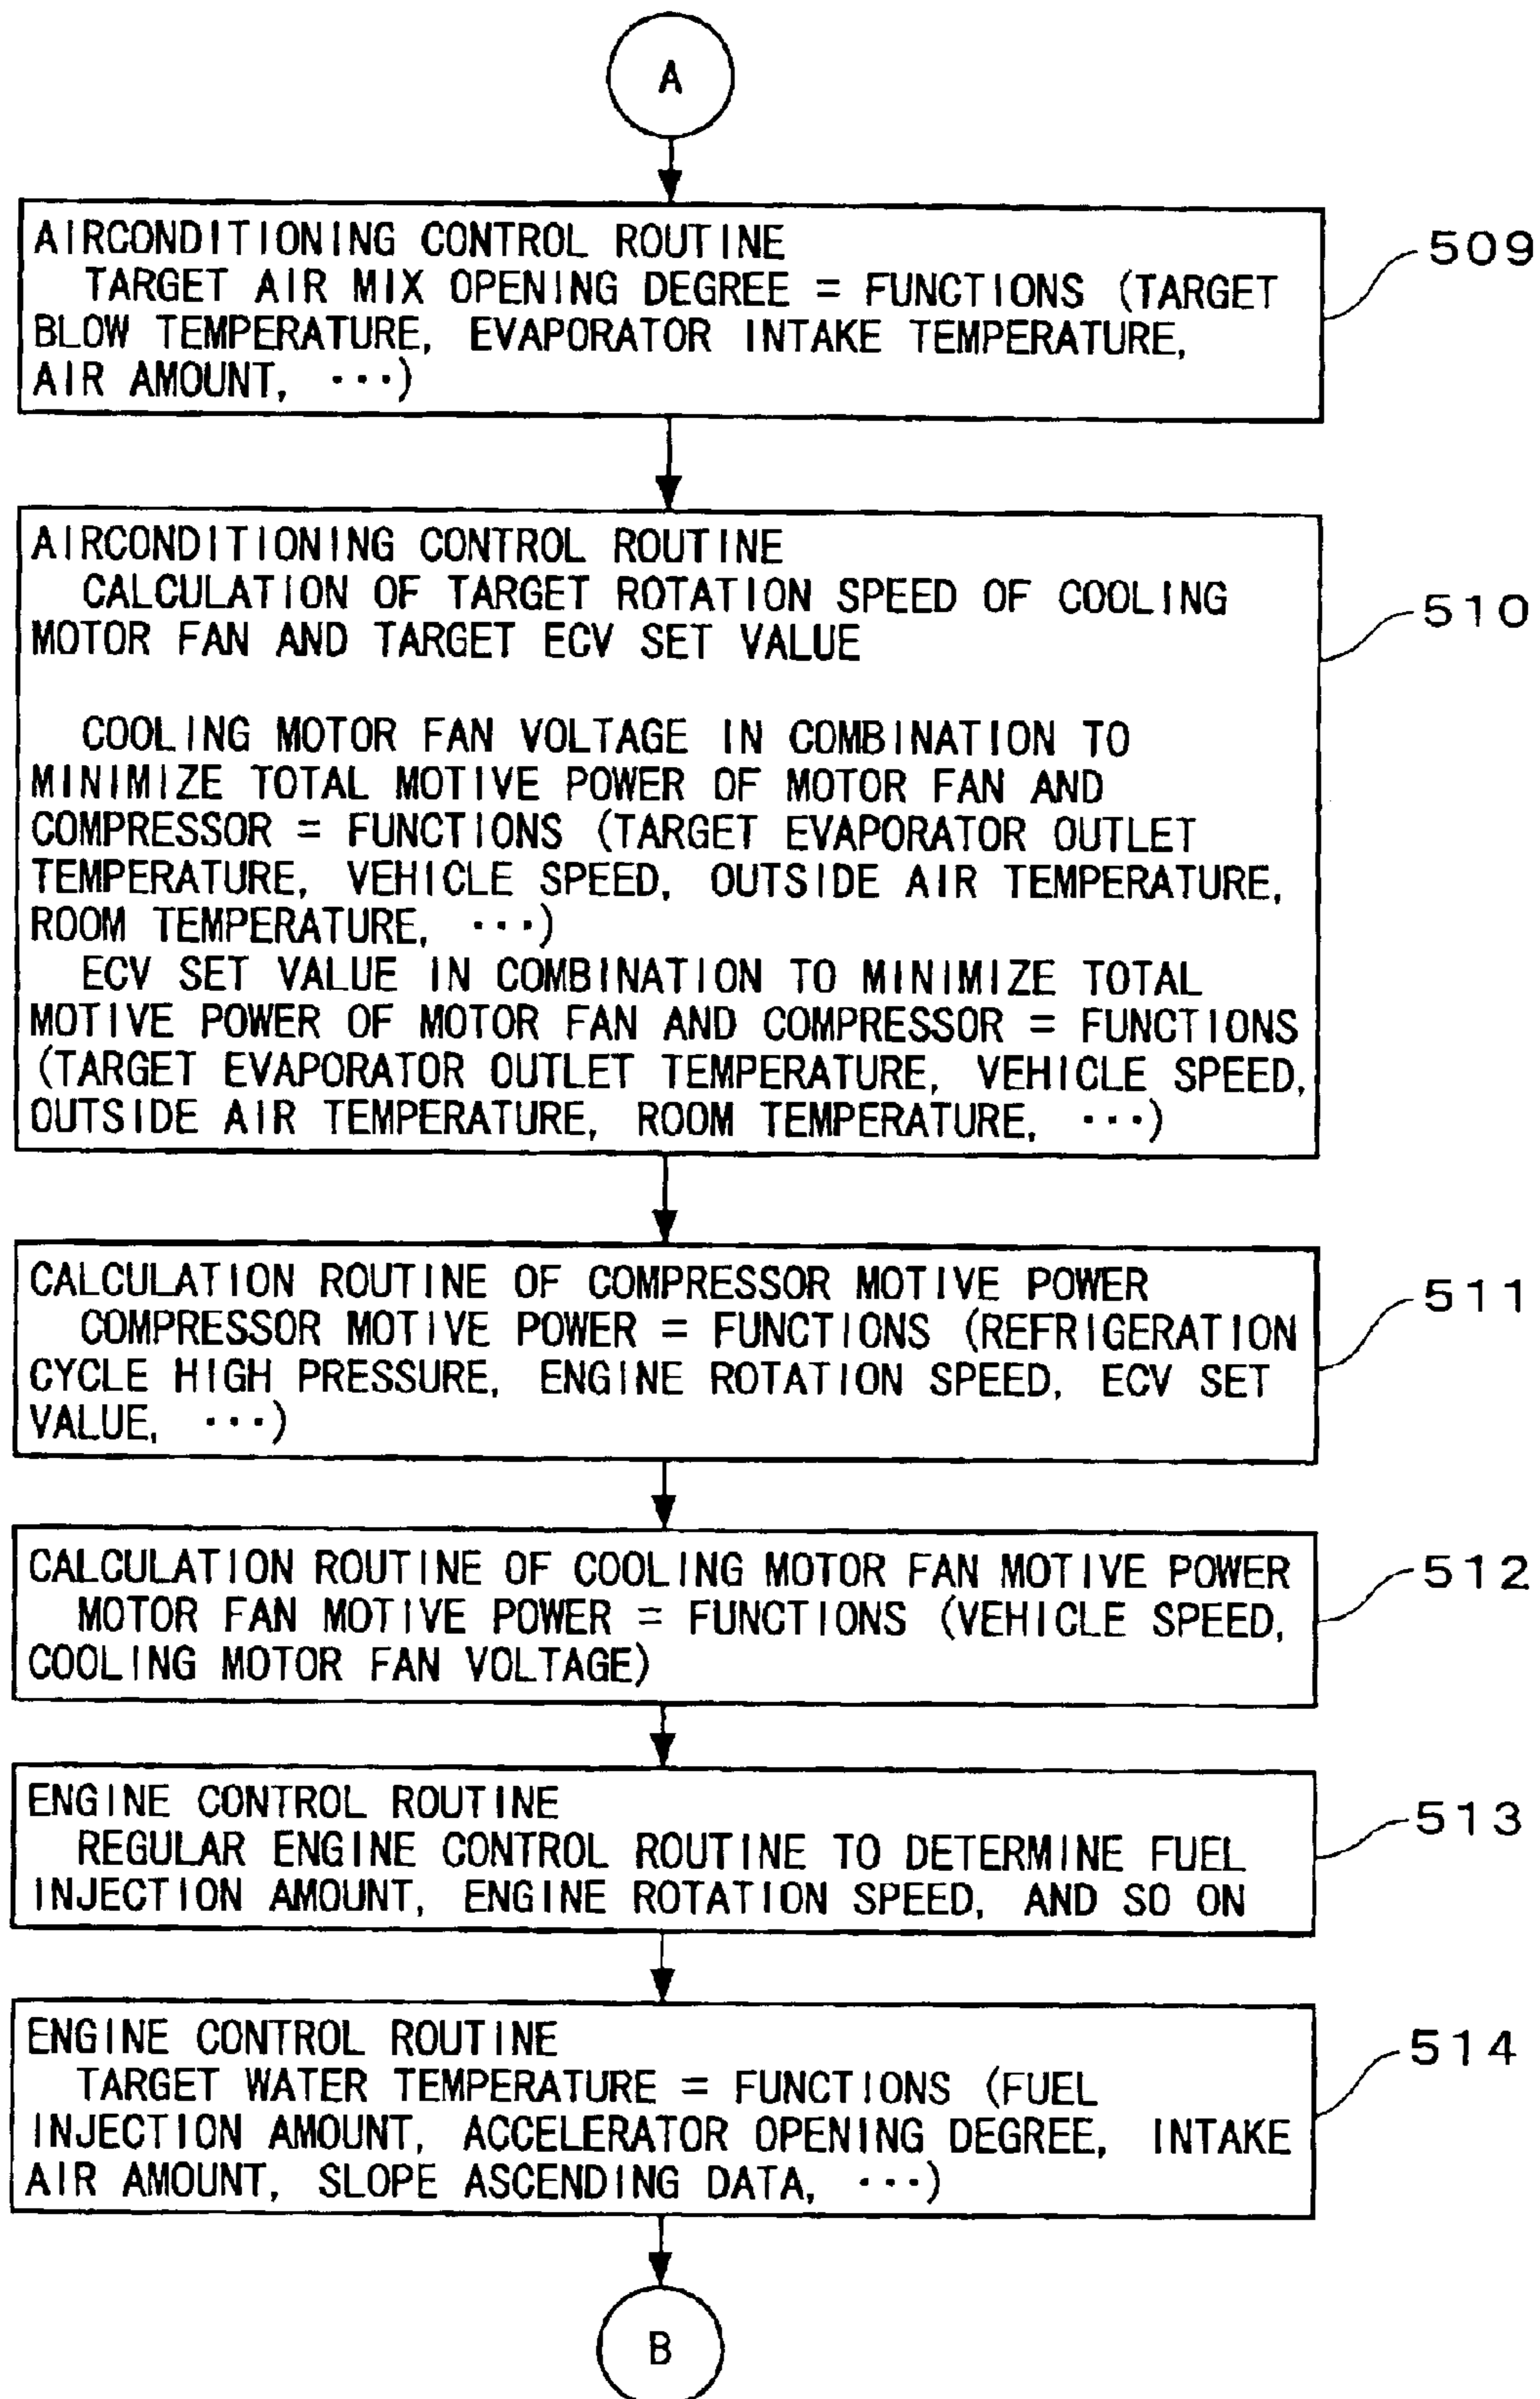 A
AIRCONDITIONING CONTROL ROUTINE
TARGET AIR MIX OPENING DEGREE = FUNCTIONS (TARGET
BLOW TEMPERATURE, EVAPORATOR INTAKE TEMPERATURE,
AIR AMOUNT, ···)
509
AIRCONDITIONING CONTROL ROUTINE
CALCULATION OF TARGET ROTATION SPEED OF COOLING
MOTOR FAN AND TARGET ECV SET VALUE
COOLING MOTOR FAN VOLTAGE IN COMBINATION TO
MINIMIZE TOTAL MOTIVE POWER OF MOTOR FAN AND
COMPRESSOR = FUNCTIONS (TARGET EVAPORATOR OUTLET
TEMPERATURE, VEHICLE SPEED, OUTSIDE AIR TEMPERATURE,
ROOM TEMPERATURE, ···)
ECV SET VALUE IN COMBINATION TO MINIMIZE TOTAL
MOTIVE POWER OF MOTOR FAN AND COMPRESSOR = FUNCTIONS
(TARGET EVAPORATOR OUTLET TEMPERATURE, VEHICLE SPEED,
OUTSIDE AIR TEMPERATURE, ROOM TEMPERATURE, ···)
510
CALCULATION ROUTINE OF COMPRESSOR MOTIVE POWER
COMPRESSOR MOTIVE POWER = FUNCTIONS (REFRIGERATION
CYCLE HIGH PRESSURE, ENGINE ROTATION SPEED, ECV SET
VALUE, ···)
511
CALCULATION ROUTINE OF COOLING MOTOR FAN MOTIVE POWER
MOTOR FAN MOTIVE POWER = FUNCTIONS (VEHICLE SPEED,
COOLING MOTOR FAN VOLTAGE)
512
ENGINE CONTROL ROUTINE
REGULAR ENGINE CONTROL ROUTINE TO DETERMINE FUEL
INJECTION AMOUNT, ENGINE ROTATION SPEED, AND SO ON
513
ENGINE CONTROL ROUTINE
TARGET WATER TEMPERATURE = FUNCTIONS (FUEL
INJECTION AMOUNT, ACCELERATOR OPENING DEGREE, INTAKE
AIR AMOUNT, SLOPE ASCENDING DATA, ···)
514
B